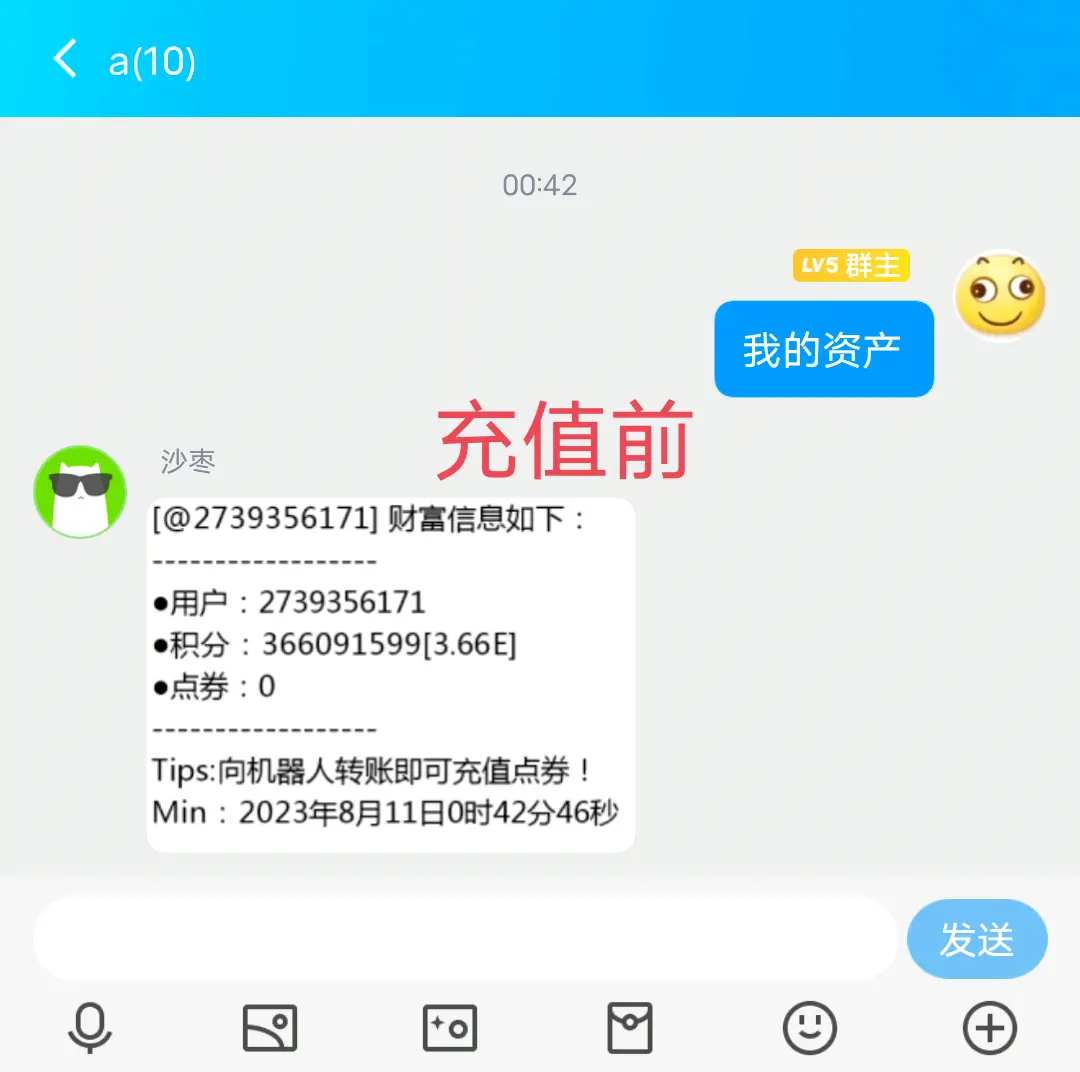 a(10)
00:42
LV5 群主
我的资产
充值前
沙枣
[@2739356171] 财富信息如下：
------------------
●用户：2739356171
●积分：366091599[3.66E]
●点券：0
------------------
Tips:向机器人转账即可充值点券！
Min：2023年8月11日0时42分46秒
发送